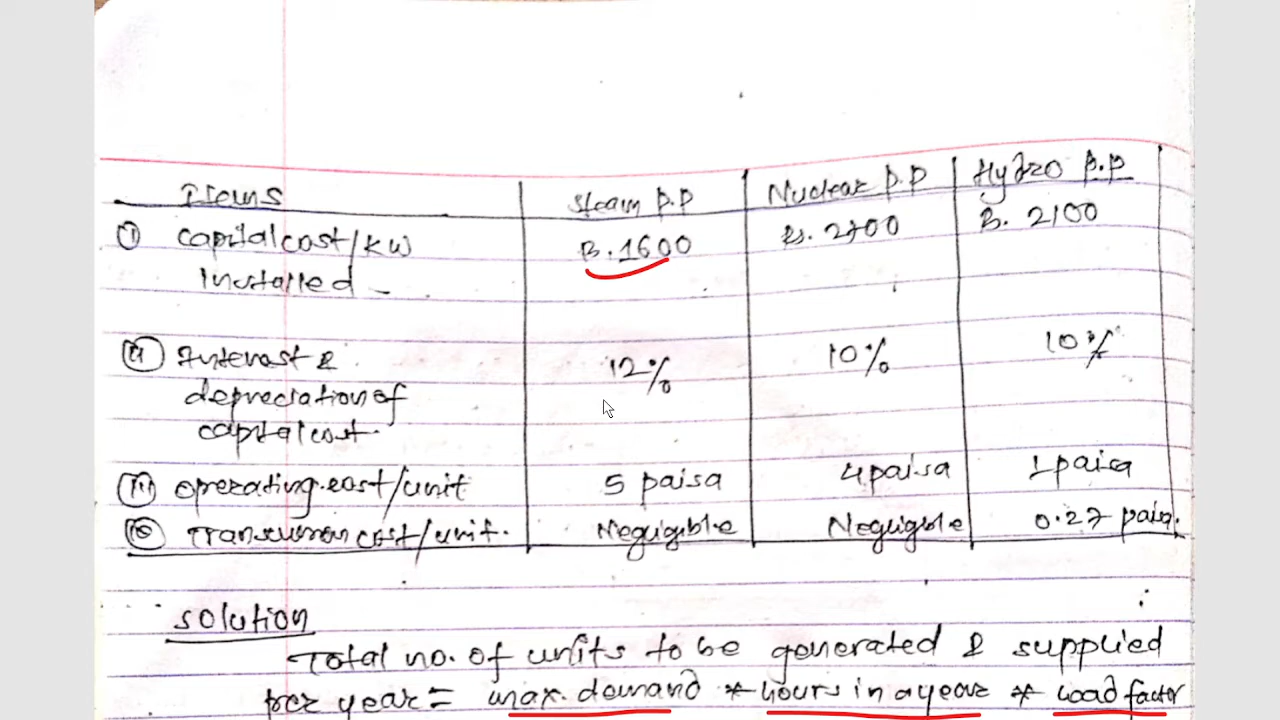 Items Steam P.P Nuclear P.P Hydro P.P
① Capital cost/KW Rs. 1600 Rs. 2700 Rs. 2100
Installed
② Interest & 12% 10% 10%
depreciation of
capital cost.
③ Operating cost/unit 5 paisa 4 paisa 1 paisa
Transmission cost/unit. Negligible Negligible 0.27 paisa.
Solution
Total no. of units to be generated & supplied
per year = max. demand * hours in a year * Load factor